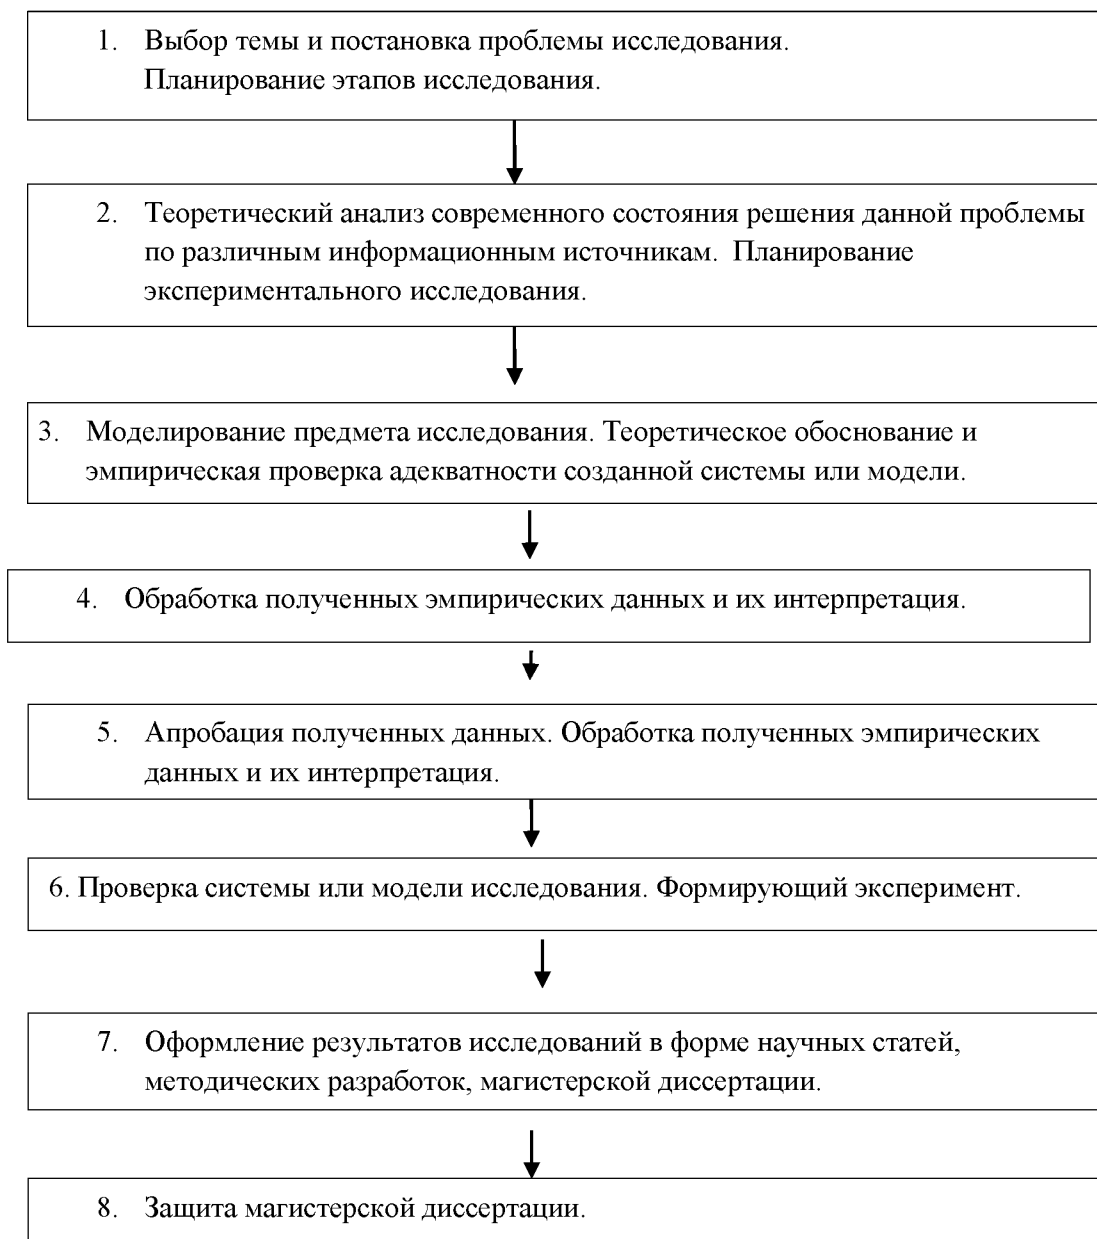 1. Выбор темы и постановка проблемы исследования.
Планирование этапов исследования.
2. Теоретический анализ современного состояния решения данной проблемы
по различным информационным источникам. Планирование
экспериментального исследования.
3. Моделирование предмета исследования. Теоретическое обоснование и
эмпирическая проверка адекватности созданной системы или модели.
4. Обработка полученных эмпирических данных и их интерпретация.
5. Апробация полученных данных. Обработка полученных эмпирических
данных и их интерпретация.
6. Проверка системы или модели исследования. Формирующий эксперимент.
7. Оформление результатов исследований в форме научных статей,
методических разработок, магистерской диссертации.
8. Защита магистерской диссертации.